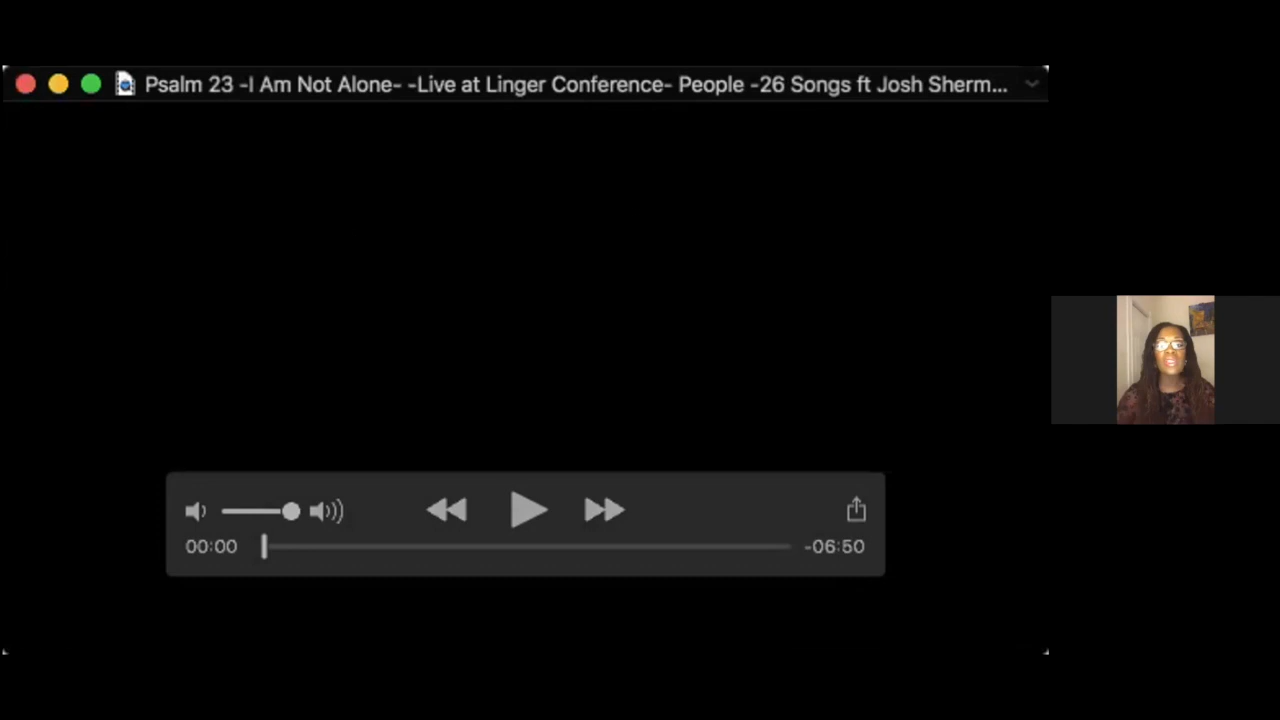 Psalm 23 -I Am Not Alone- -Live at Linger Conference- People -26 Songs ft Josh Sherm...
00:00
-06:50